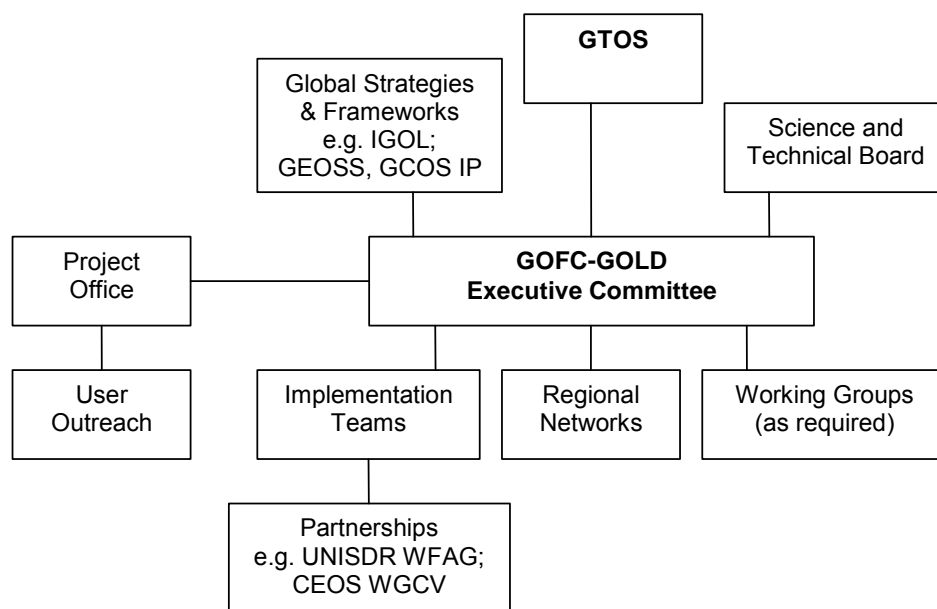 GTOS
Global Strategies
& Frameworks
e.g. IGOL;
GEOSS, GCOS IP
Science and
Technical Board
Project
Office
GOFC-GOLD
Executive Committee
User
Outreach
Implementation
Teams
Regional
Networks
Working Groups
(as required)
Partnerships
e.g. UNISDR WFAG;
CEOS WGCV